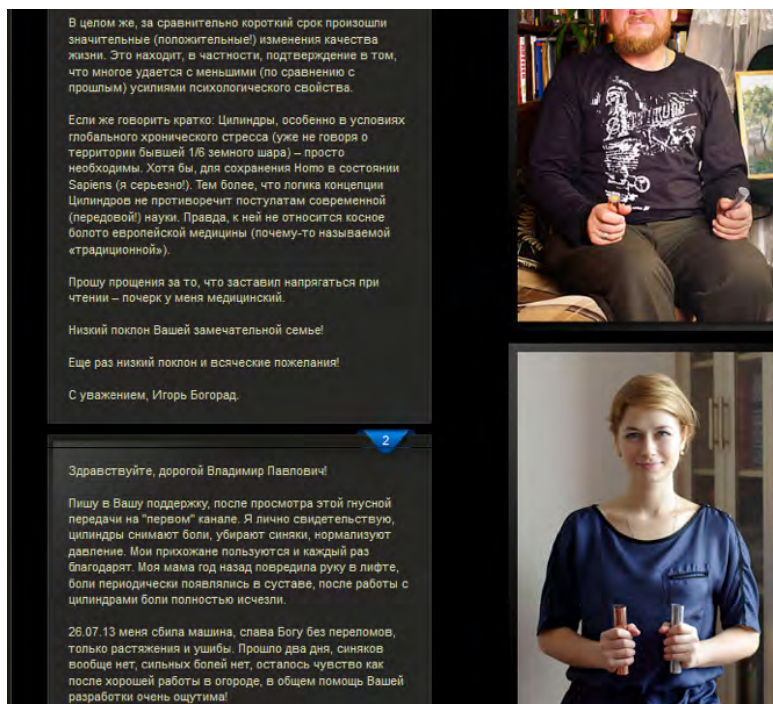 В целом же, за сравнительно короткий срок произошли
значительные (положительные!) изменения качества
жизни. Это находит, в частности, подтверждение в том,
что многое удается с меньшими (по сравнению с
прошлым) усилиями психологического свойства.
Если же говорить кратко: Цилиндры, особенно в условиях
глобального хронического стресса (уже не говоря о
территории бывшей 1/6 земного шара) – просто
необходимы. Хотя бы, для сохранения Homo в состоянии
Sapiens (я серьезно!). Тем более, что логика концепции
Цилиндров не противоречит постулатам современной
(передовой!) науки. Правда, к ней не относится косное
болото европейской медицины (почему-то называемой
«традиционной»).
Прошу прощения за то, что заставил напрягаться при
чтении – почерк у меня медицинский.
Низкий поклон Вашей замечательной семье!
Еще раз низкий поклон и всяческие пожелания!
С уважением, Игорь Богорад.
2
Здравствуйте, дорогой Владимир Павлович!
Пишу в Вашу поддержку, после просмотра этой гнусной
передачи на "первом" канале. Я лично свидетельствую,
цилиндры снимают боли, убирают синяки, нормализуют
давление. Мои прихожане пользуются и каждый раз
благодарят. Моя мама год назад повредила руку в лифте,
боли периодически появлялись в суставе, после работы с
цилиндрами боли полностью исчезли.
26.07.13 меня сбила машина, слава Богу без переломов,
только растяжения и ушибы. Прошло два дня, синяков
вообще нет, сильных болей нет, осталось чувство как
после хорошей работы в огороде, в общем помощь Вашей
разработки очень ощутима!